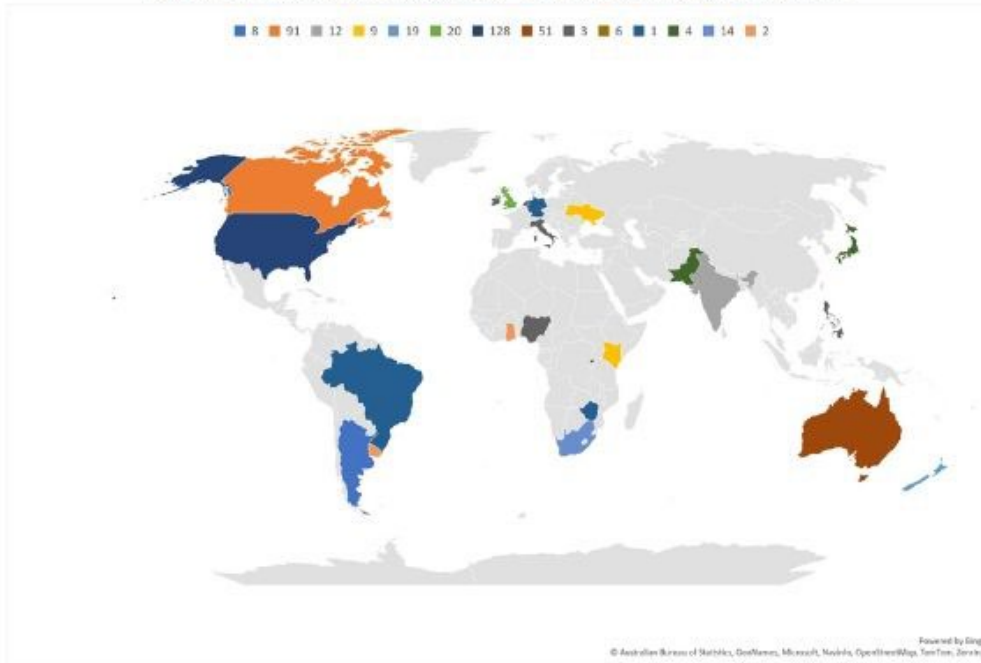 8 91 12 9 19 20 128 51 3 6 1 4 14 2
Powered by Bing
© Australian Bureau of Statistics, GeoNames, Microsoft, Navinfo, OpenStreetMap, TomTom, Zenrin